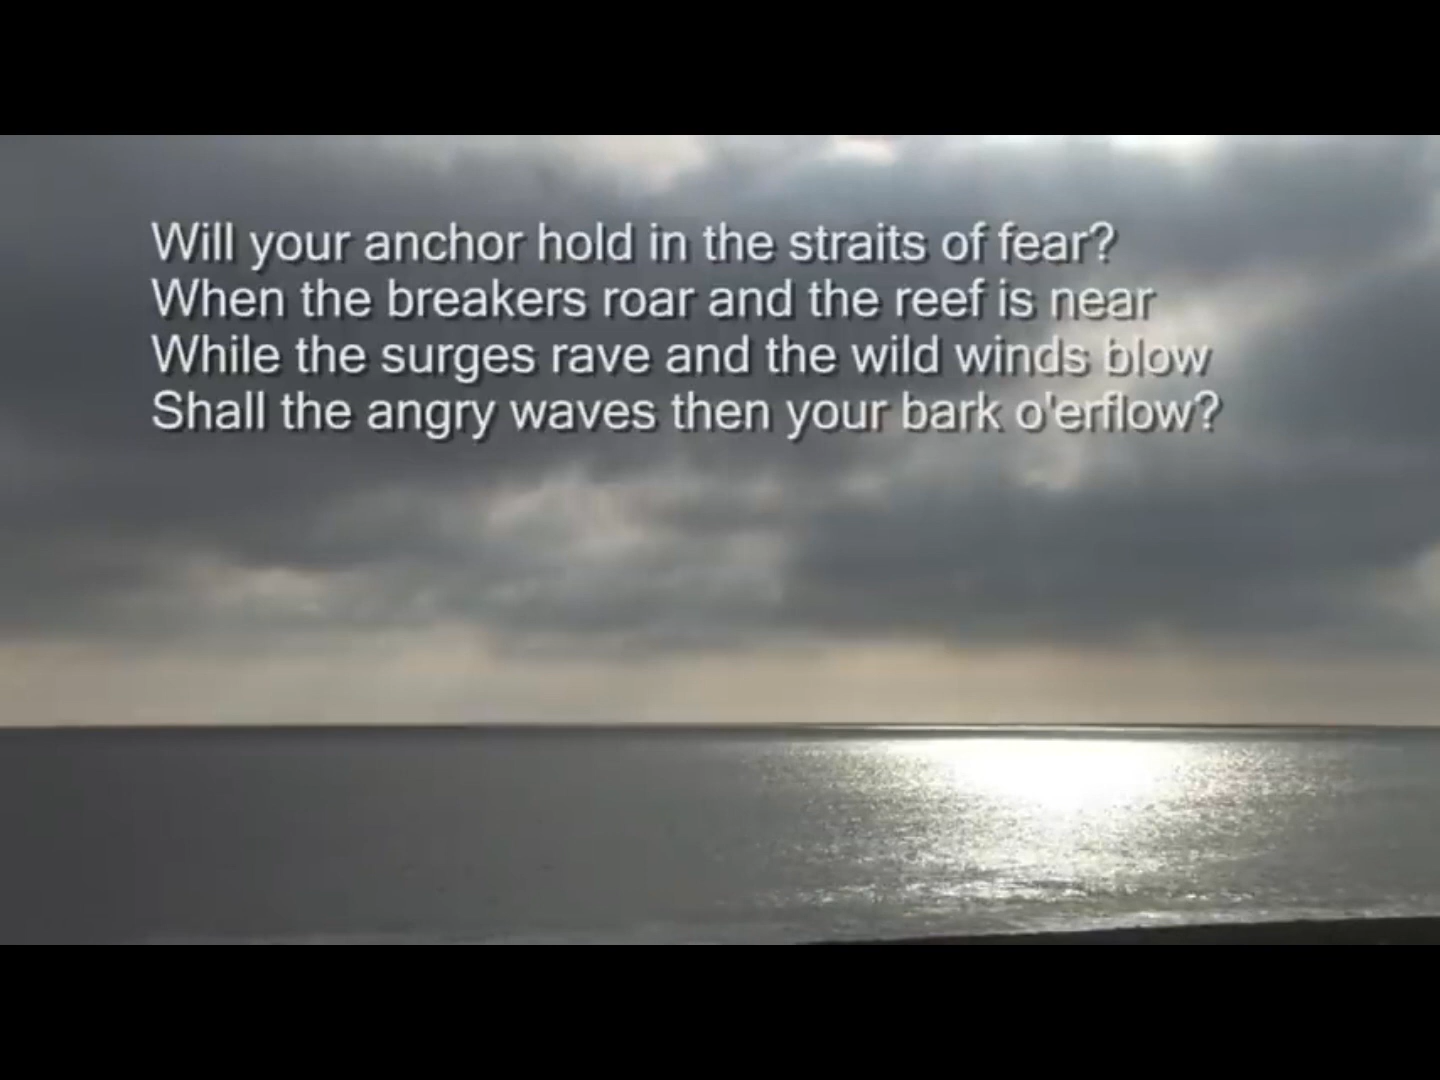 Will your anchor hold in the straits of fear?
When the breakers roar and the reef is near
While the surges rave and the wild winds blow
Shall the angry waves then your bark o'erflow?